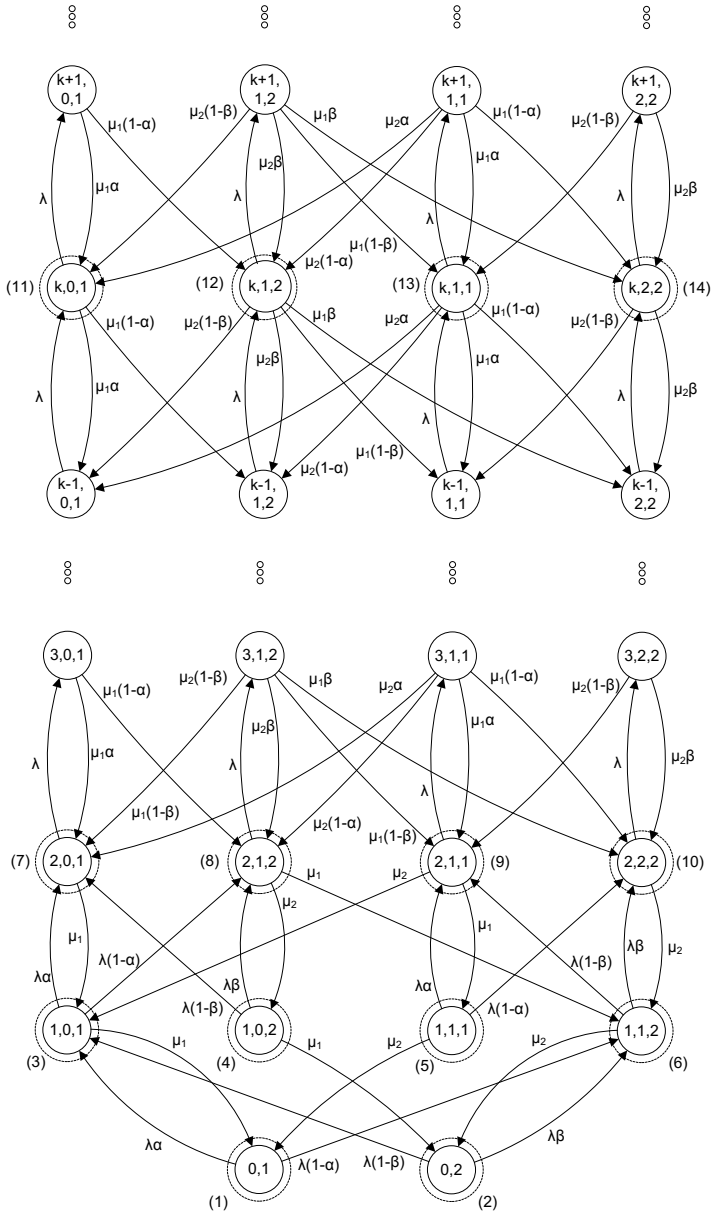 k+1,
0,1
k+1,
1,2
k+1,
1,1
k+1,
2,2
μ₁(1-α)
μ₂(1-β)
μ₁β
μ₂α
μ₁(1-α)
μ₂(1-β)
μ₂β
μ₁α
λ
μ₁α
λ
λ
λ
μ₂β
μ₁(1-β)
μ₂(1-α)
(11)
k,0,1
(12)
k,1,2
(13)
k,1,1
k,2,2
(14)
μ₁(1-α)
μ₂(1-β)
μ₁β
μ₂α
μ₁(1-α)
μ₂(1-β)
μ₂β
μ₁α
λ
μ₁α
λ
λ
λ
μ₂β
μ₁(1-β)
μ₂(1-α)
k-1,
0,1
k-1,
1,2
k-1,
1,1
k-1,
2,2
3,0,1
3,1,2
3,1,1
3,2,2
μ₁(1-α)
μ₂(1-β)
μ₁β
μ₂α
μ₁(1-α)
μ₂(1-β)
μ₂β
μ₁α
λ
μ₁α
λ
λ
λ
μ₂β
μ₁(1-β)
μ₂(1-α)
μ₁(1-β)
(7)
2,0,1
(8)
2,1,2
2,1,1
(9)
2,2,2
(10)
μ₁
μ₂
μ₁
μ₂
μ₁
μ₂
λα
λ(1-α)
λβ
λ(1-β)
λα
λ(1-α)
λ(1-β)
λβ
1,0,1
1,0,2
1,1,1
1,1,2
(3)
(4)
(5)
(6)
μ₁
μ₁
μ₂
μ₂
λα
λ(1-α)
λ(1-β)
λβ
0,1
0,2
(1)
(2)